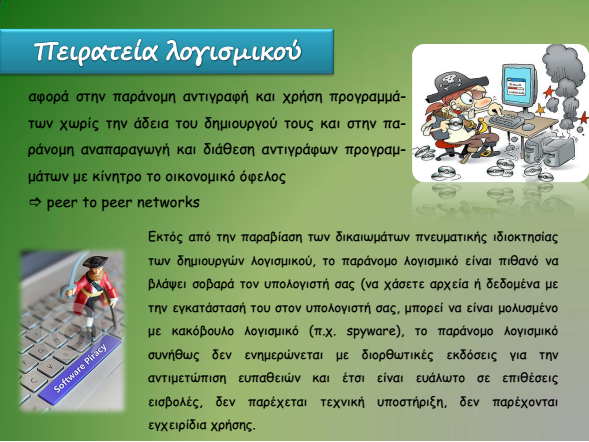 Πειρατεία λογισμικού
αφορά στην παράνομη αντιγραφή και χρήση προγραμμά-
των χωρίς την άδεια του δημιουργού τους και στην πα-
ράνομη αναπαραγωγή και διάθεση αντιγράφων προγραμ-
μάτων με κίνητρο το οικονομικό όφελος
⇨ peer to peer networks
Εκτός από την παραβίαση των δικαιωμάτων πνευματικής ιδιοκτησίας
των δημιουργών λογισμικού, το παράνομο λογισμικό είναι πιθανό να
βλάψει σοβαρά τον υπολογιστή σας (να χάσετε αρχεία ή δεδομένα με
την εγκατάστασή του στον υπολογιστή σας, μπορεί να είναι μολυσμένο
με κακόβουλο λογισμικό (π.χ. spyware), το παράνομο λογισμικό
συνήθως δεν ενημερώνεται με διορθωτικές εκδόσεις για την
αντιμετώπιση ευπαθειών και έτσι είναι ευάλωτο σε επιθέσεις
εισβολές, δεν παρέχεται τεχνική υποστήριξη, δεν παρέχονται
εγχειρίδια χρήσης.
Software Piracy